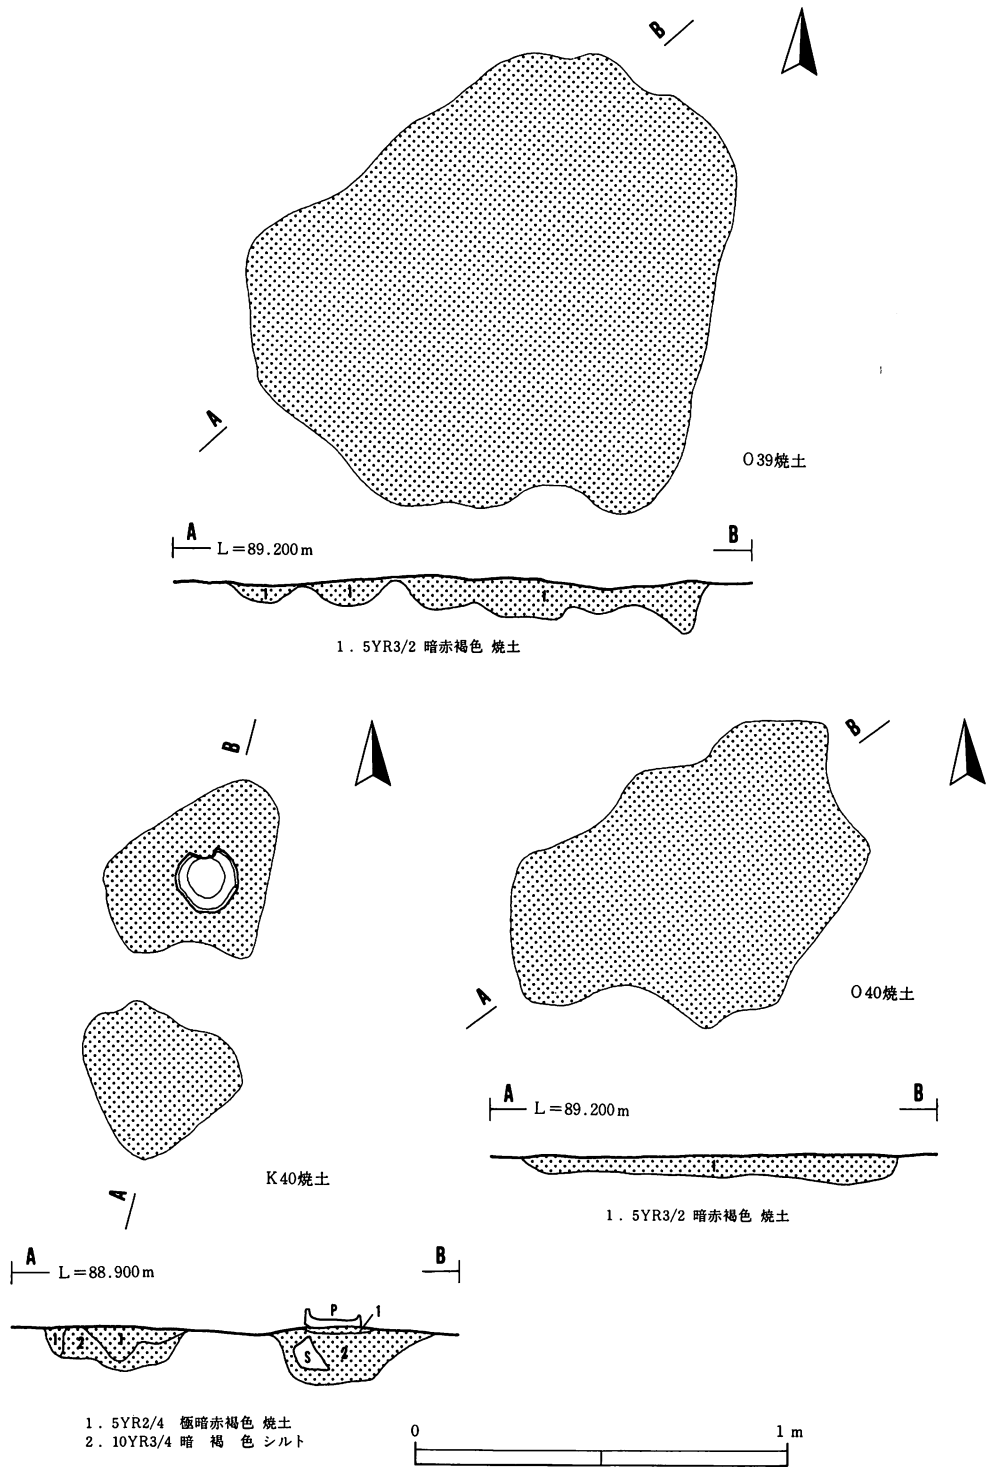 B
A
O39焼土
A B
L=89.200m
1 1 1
1. 5YR3/2 暗赤褐色 焼土
B
A
K40焼土
B
A
O40焼土
A B
L=89.200m
1
1. 5YR3/2 暗赤褐色 焼土
A B
L=88.900m
1 2 1 P 1 S 2
1. 5YR2/4 極暗赤褐色 焼土
2. 10YR3/4 暗 褐 色 シルト
0 1m